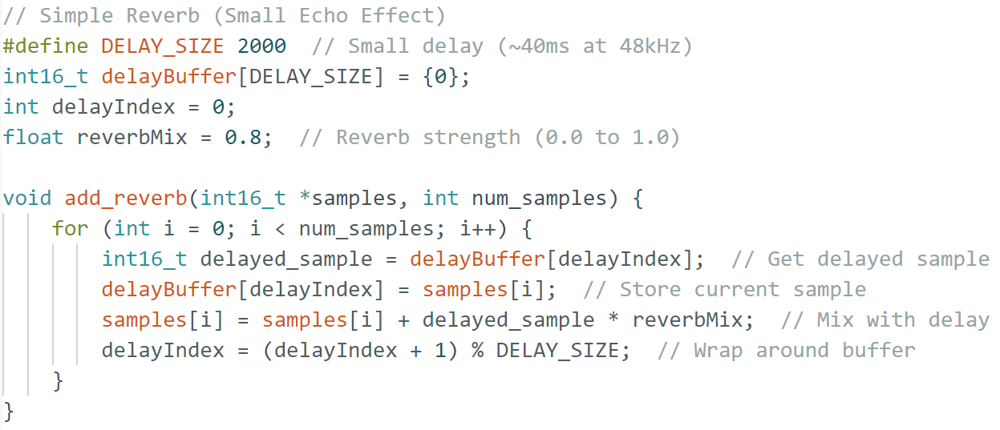 // Simple Reverb (Small Echo Effect)
#define DELAY_SIZE 2000  // Small delay (~40ms at 48kHz)
int16_t delayBuffer[DELAY_SIZE] = {0};
int delayIndex = 0;
float reverbMix = 0.8;  // Reverb strength (0.0 to 1.0)

void add_reverb(int16_t *samples, int num_samples) {
    for (int i = 0; i < num_samples; i++) {
        int16_t delayed_sample = delayBuffer[delayIndex];  // Get delayed sample
        delayBuffer[delayIndex] = samples[i];  // Store current sample
        samples[i] = samples[i] + delayed_sample * reverbMix;  // Mix with delay
        delayIndex = (delayIndex + 1) % DELAY_SIZE;  // Wrap around buffer
    }
}